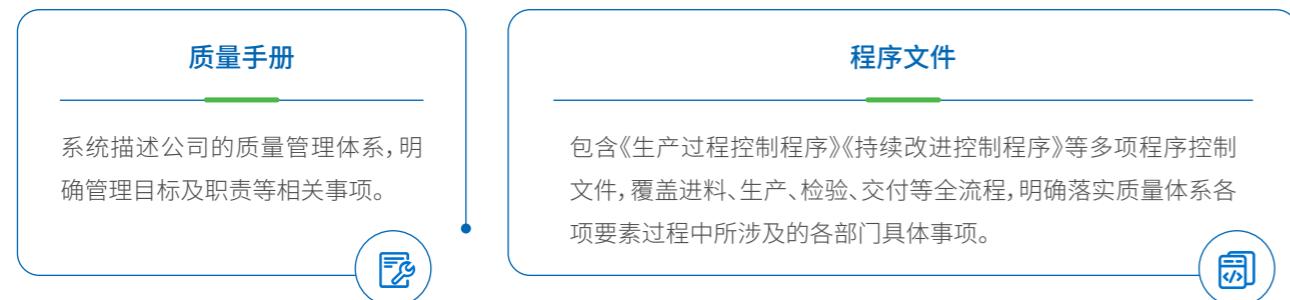 质量手册
系统描述公司的质量管理体系，明
确管理目标及职责等相关事项。
程序文件
包含《生产过程控制程序》《持续改进控制程序》等多项程序控制
文件，覆盖进料、生产、检验、交付等全流程，明确落实质量体系各
项要素过程中所涉及的各部门具体事项。